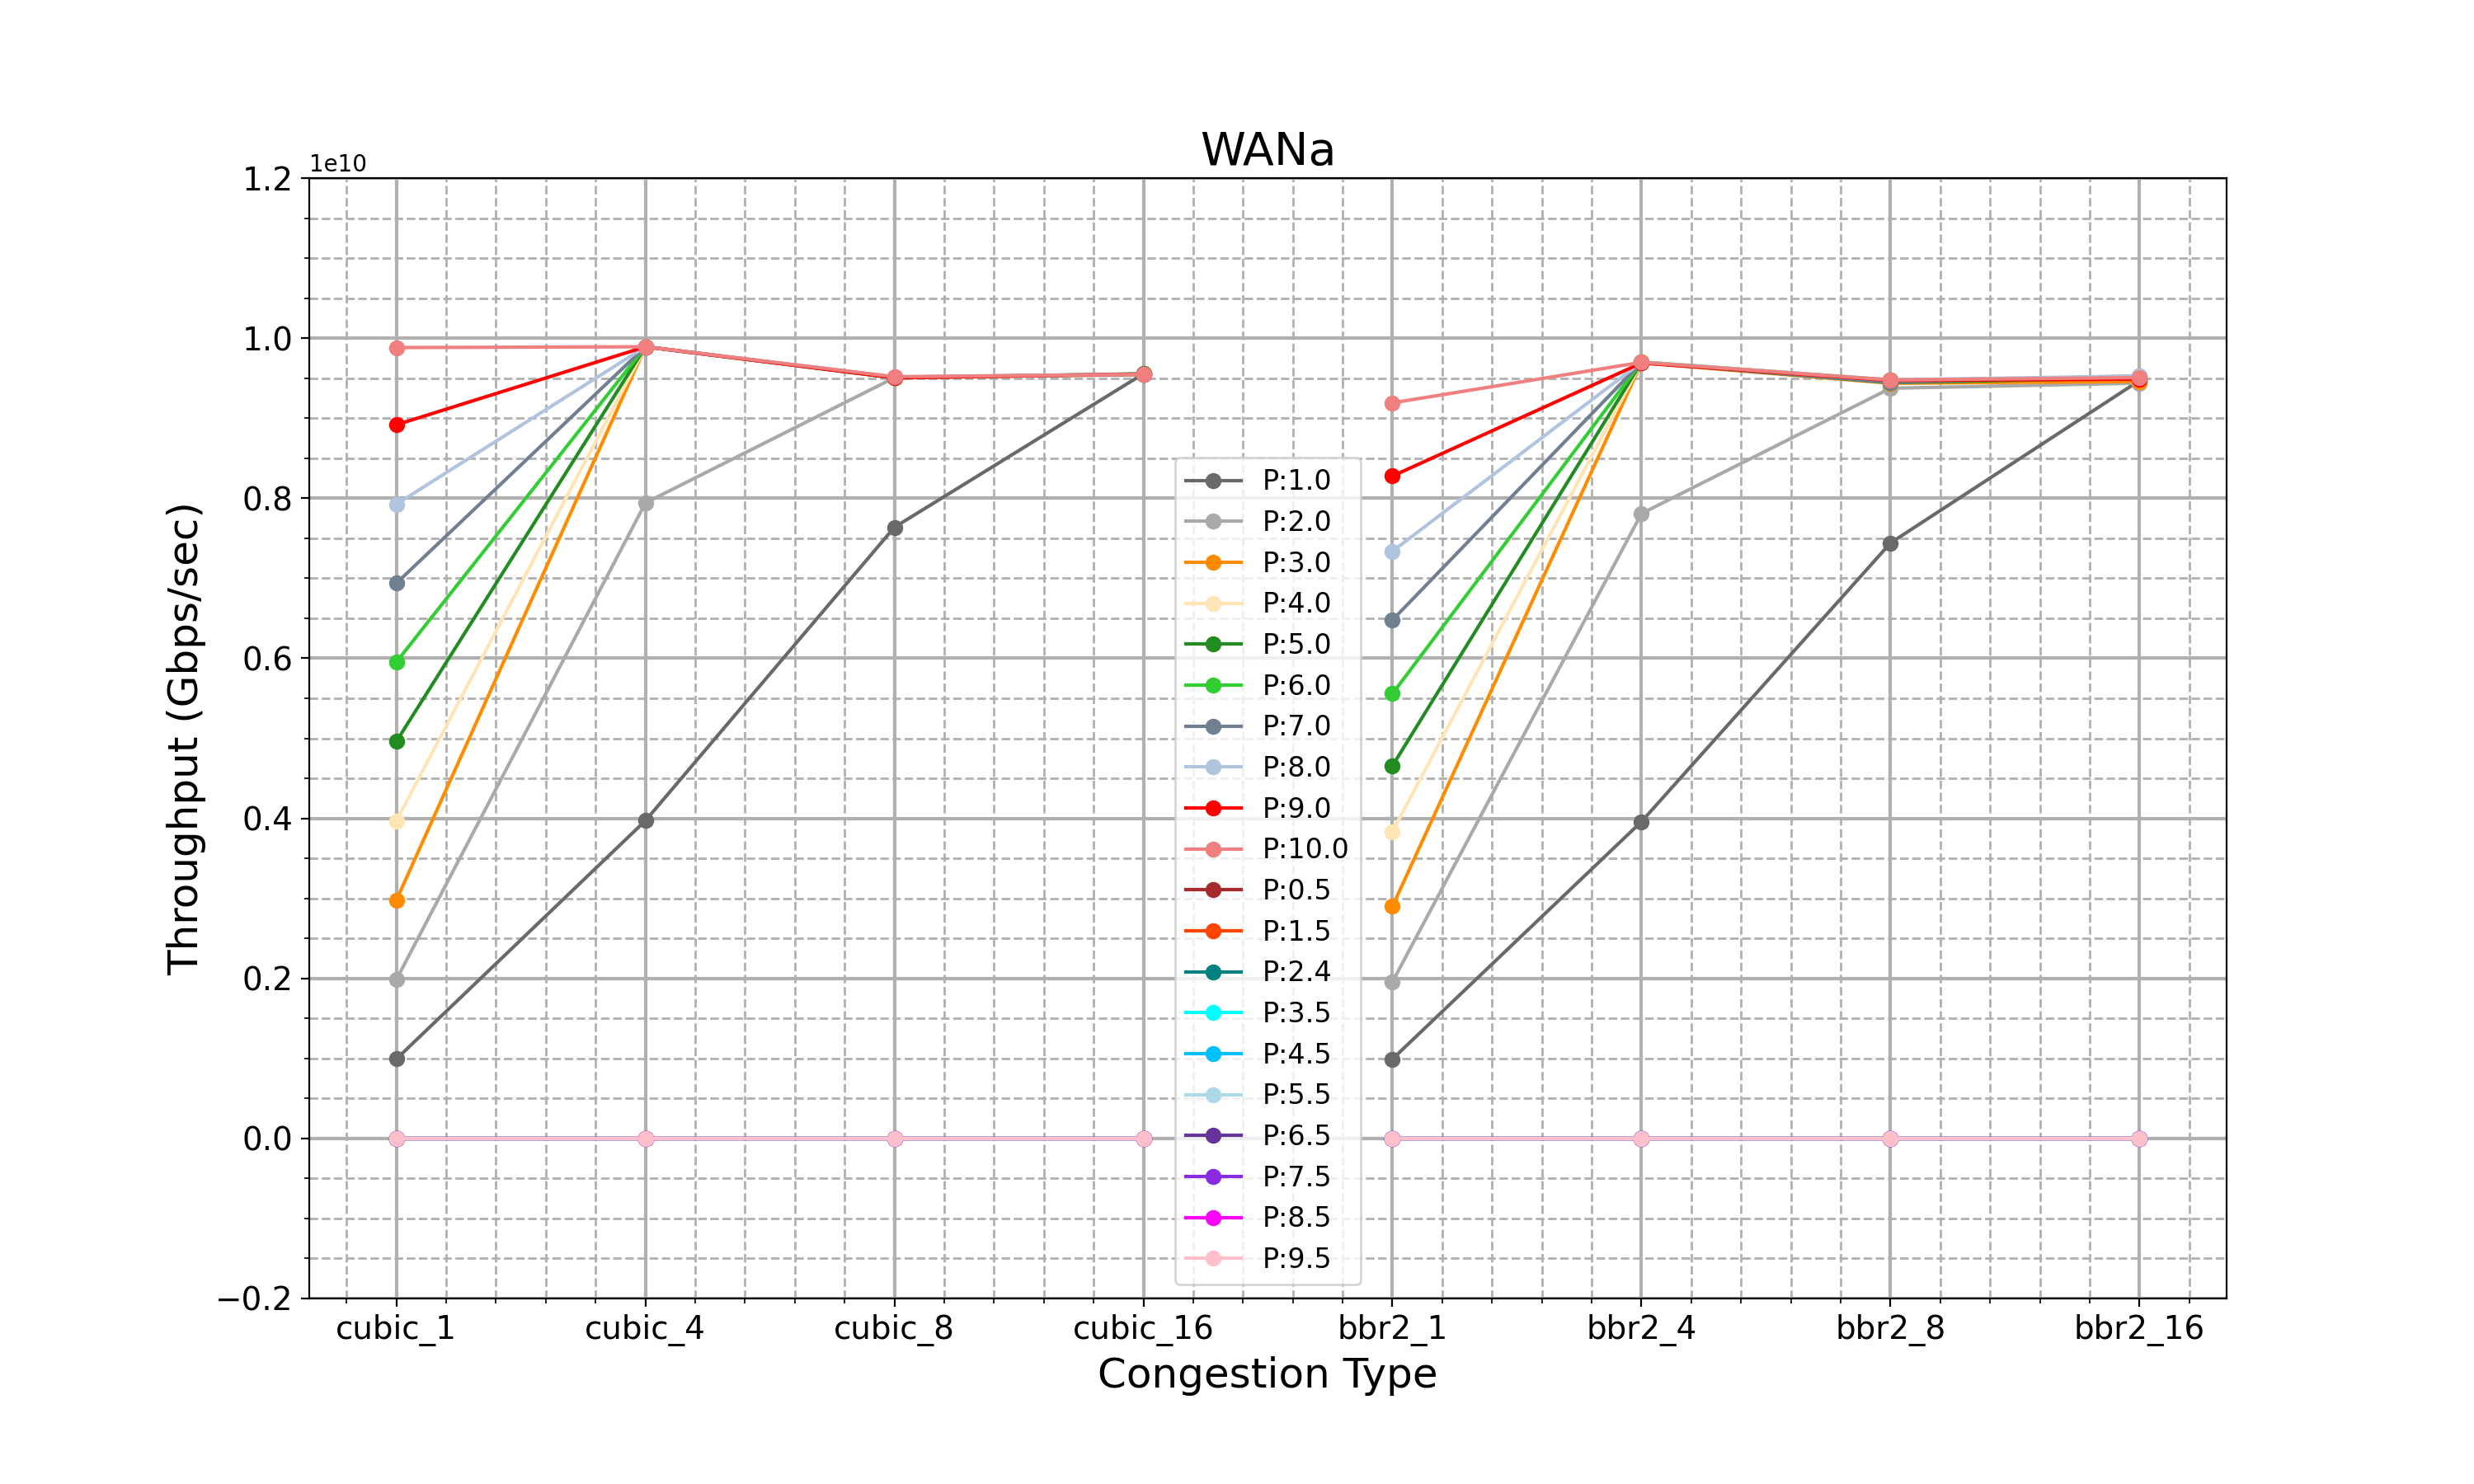 WANa
1e10
1.2
1.0
0.8
0.6
0.4
0.2
0.0
−0.2
Throughput (Gbps/sec)
P:1.0
P:2.0
P:3.0
P:4.0
P:5.0
P:6.0
P:7.0
P:8.0
P:9.0
P:10.0
P:0.5
P:1.5
P:2.4
P:3.5
P:4.5
P:5.5
P:6.5
P:7.5
P:8.5
P:9.5
cubic_1 cubic_4 cubic_8 cubic_16 bbr2_1 bbr2_4 bbr2_8 bbr2_16
Congestion Type